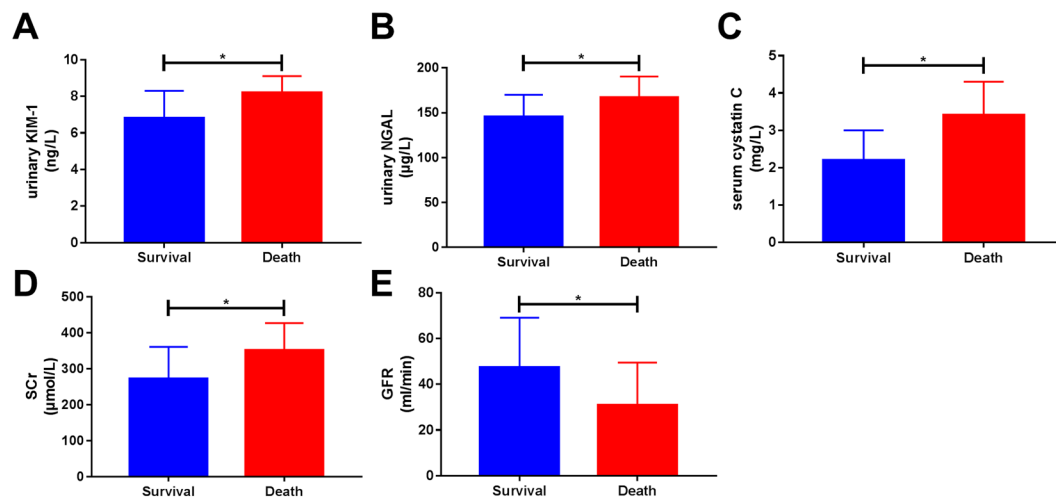 A
urinary KIM-1
(ng/L)
10
8
6
4
2
0
*
Survival
Death
B
urinary NGAL
(μg/L)
200
150
100
50
0
*
Survival
Death
C
serum cystatin C
(mg/L)
5
4
3
2
1
0
*
Survival
Death
D
SCr
(μmol/L)
500
400
300
200
100
0
*
Survival
Death
E
GFR
(ml/min)
80
60
40
20
0
*
Survival
Death